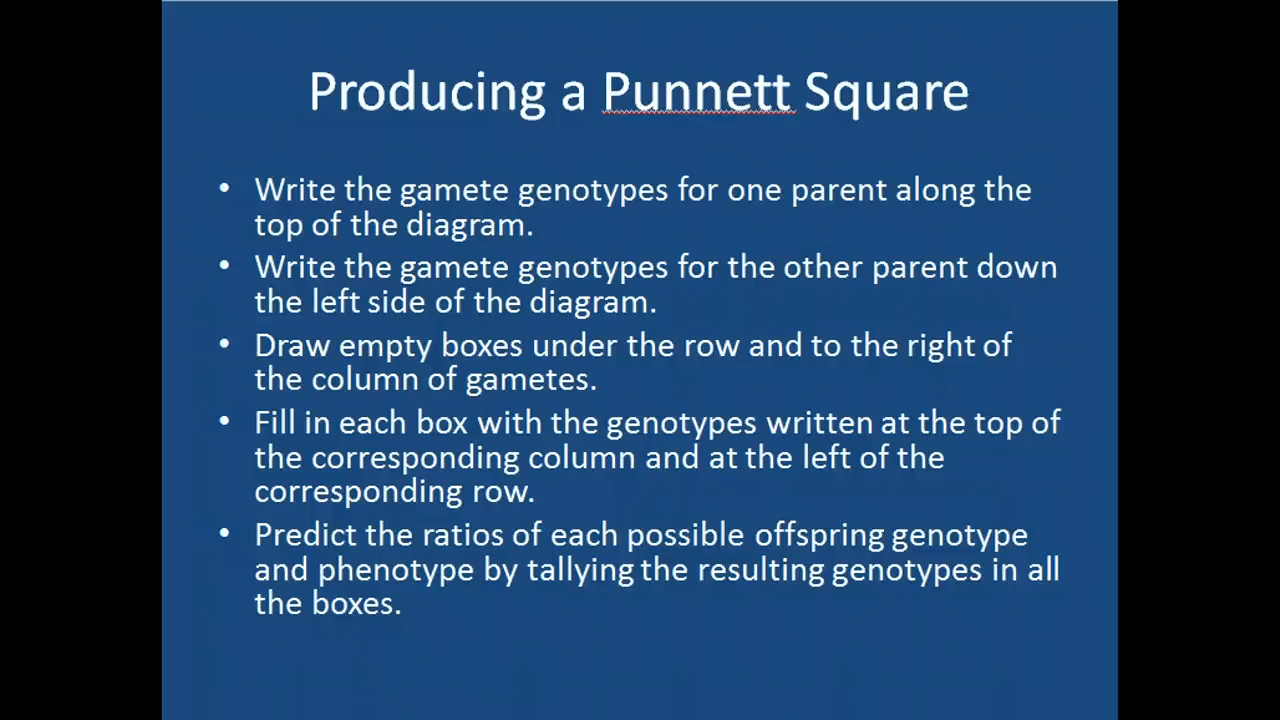 Producing a Punnett Square
• Write the gamete genotypes for one parent along the
top of the diagram.
• Write the gamete genotypes for the other parent down
the left side of the diagram.
• Draw empty boxes under the row and to the right of
the column of gametes.
• Fill in each box with the genotypes written at the top of
the corresponding column and at the left of the
corresponding row.
• Predict the ratios of each possible offspring genotype
and phenotype by tallying the resulting genotypes in all
the boxes.